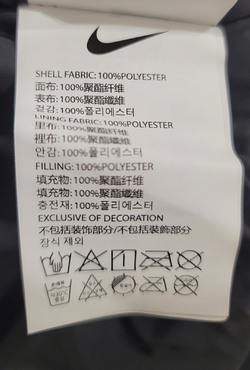 SHELL FABRIC: 100%POLYESTER
面布: 100%聚酯纤维
表布: 100%聚酯纖維
겉감: 100%폴리에스터
LINING FABRIC: 100%POLYESTER
里布: 100%聚酯纤维
裡布: 100%聚酯纖維
안감: 100%폴리에스터
FILLING: 100%POLYESTER
填充物: 100%聚酯纤维
填充物: 100%聚酯纖維
충전재: 100%폴리에스터
EXCLUSIVE OF DECORATION
不包括装饰部分/不包括裝飾部分
장식 제외